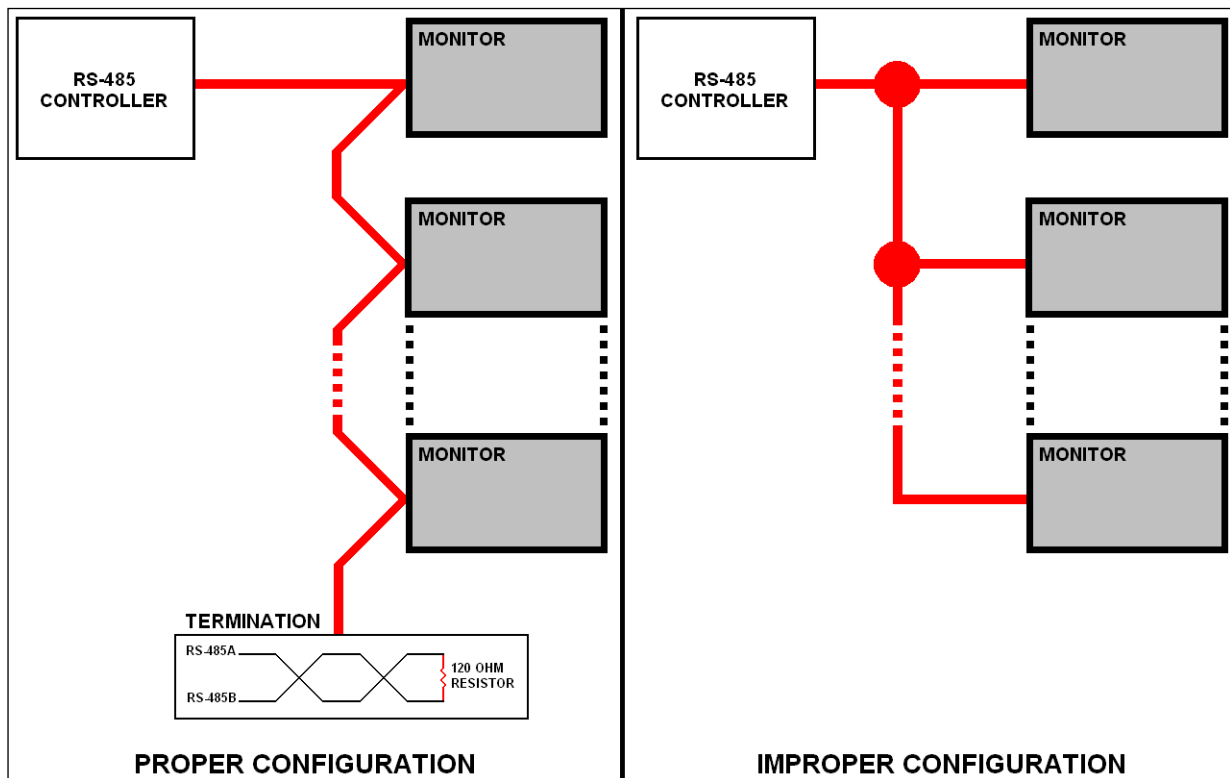 RS-485
CONTROLLER
MONITOR
MONITOR
MONITOR
TERMINATION
RS-485A
RS-485B
120 OHM
RESISTOR
PROPER CONFIGURATION
RS-485
CONTROLLER
MONITOR
MONITOR
MONITOR
IMPROPER CONFIGURATION